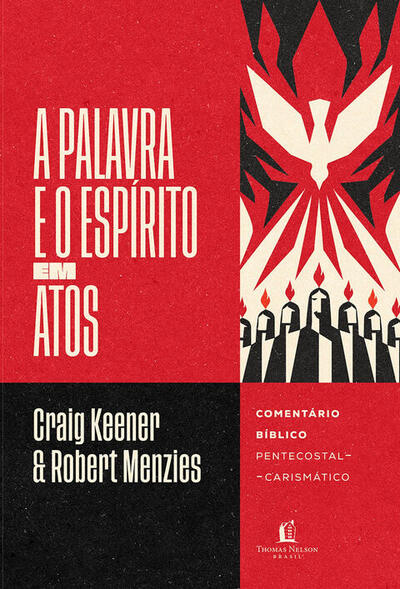 A PALAVRA
E O ESPÍRITO
EM
ATOS
Craig Keener
& Robert Menzies
COMENTÁRIO
BÍBLICO
PENTECOSTAL–
–CARISMÁTICO
THOMAS NELSON
BRASIL